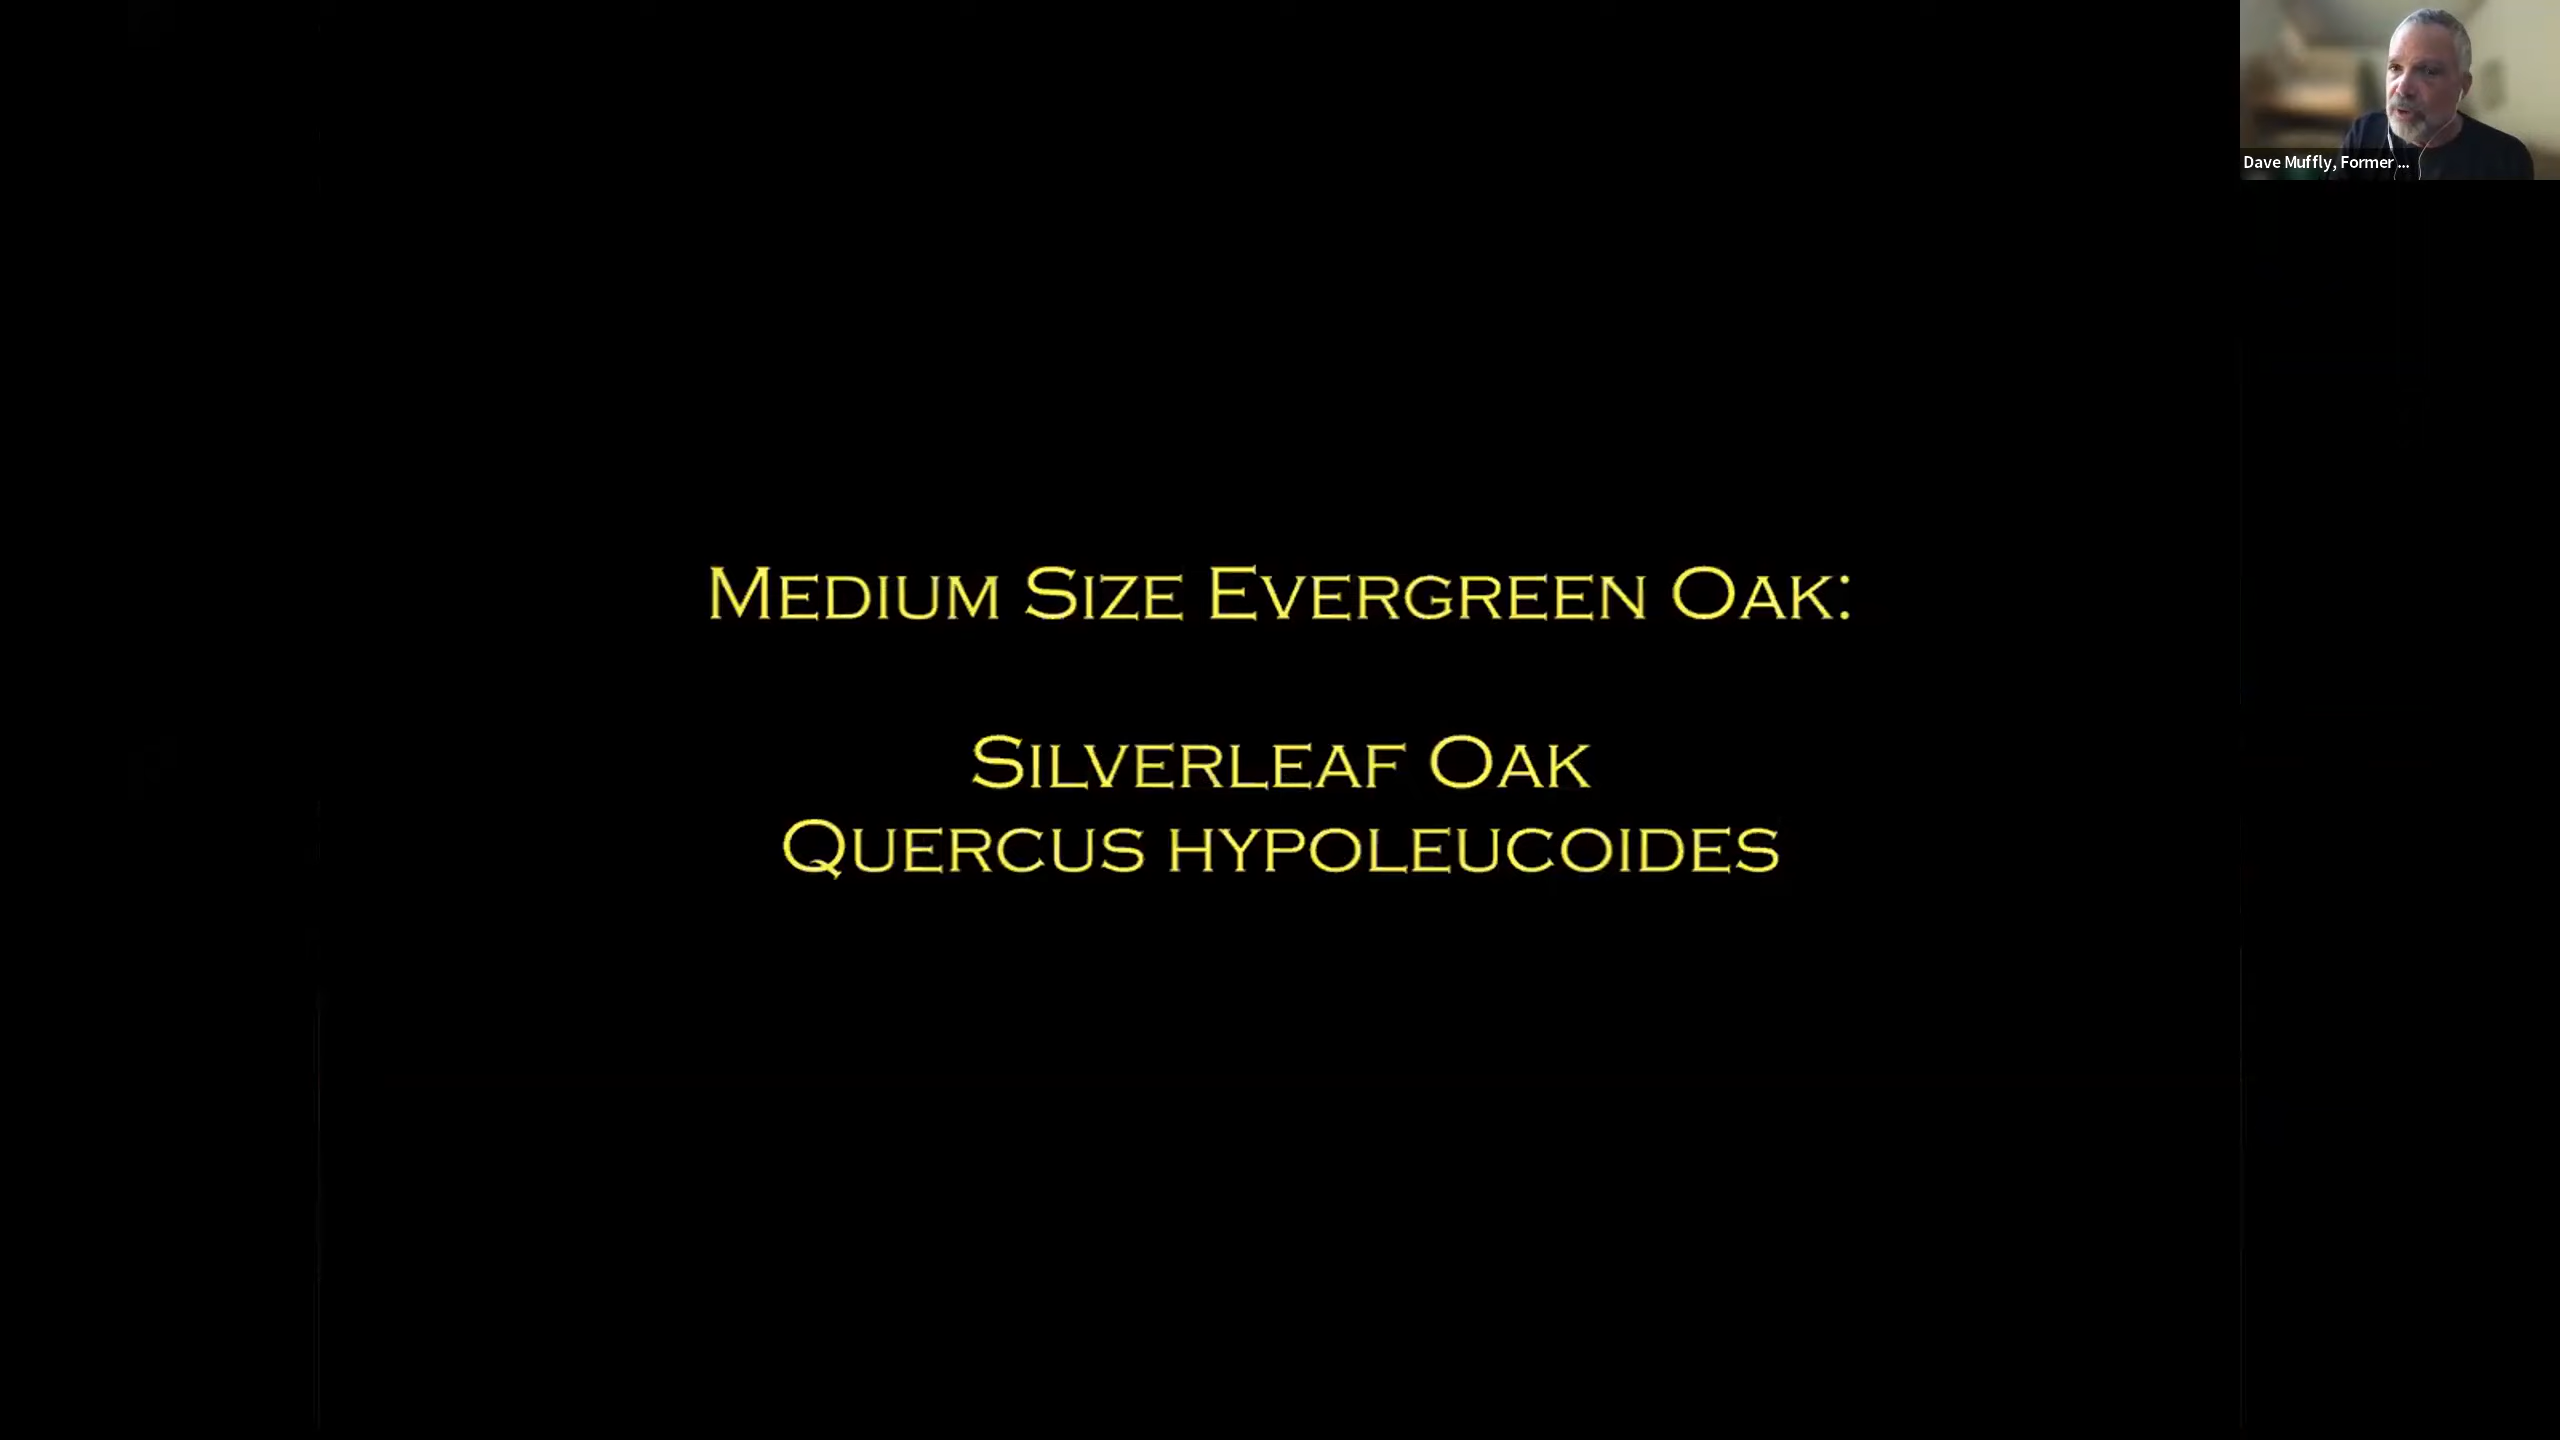 Dave Muffly, Former ...
Medium Size Evergreen Oak:
Silverleaf Oak
Quercus hypoleucoides